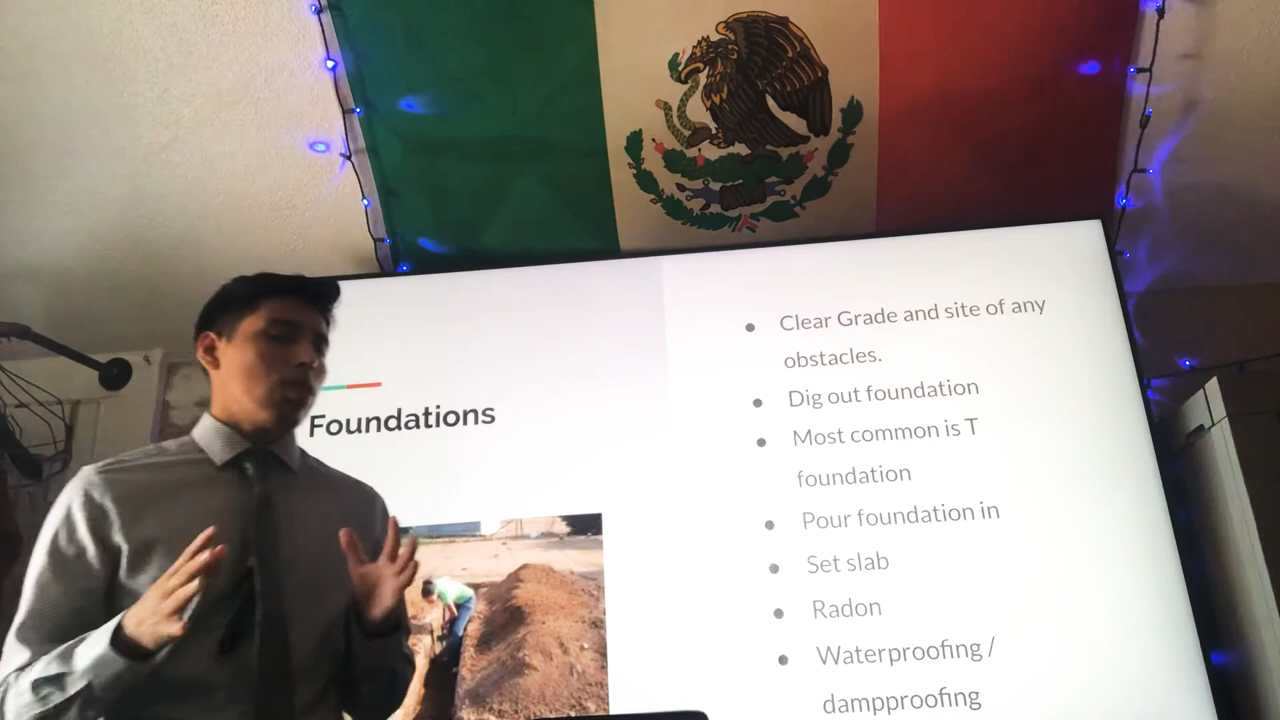 Foundations
Clear Grade and site of any
obstacles.
Dig out foundation
Most common is T
foundation
Pour foundation in
Set slab
Radon
Waterproofing /
dampproofing